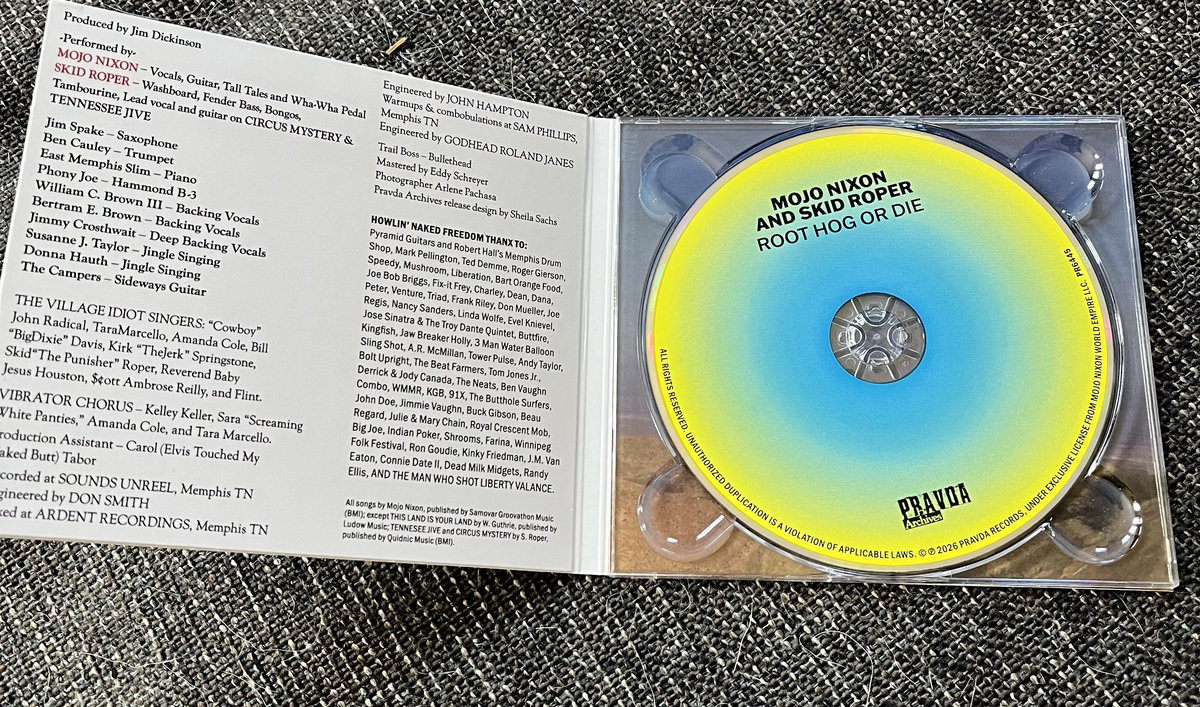 Produced by Jim Dickinson
-Performed by-
MOJO NIXON – Vocals, Guitar, Tall Tales and Wha-Wha Pedal
SKID ROPER – Washboard, Fender Bass, Bongos,
Tambourine, Lead vocal and guitar on CIRCUS MYSTERY &
TENNESSEE JIVE
Jim Spake – Saxophone
Ben Cauley – Trumpet
East Memphis Slim – Piano
Phony Joe – Hammond B-3
William C. Brown III – Backing Vocals
Bertram E. Brown – Backing Vocals
Jimmy Crosthwait – Deep Backing Vocals
Susanne J. Taylor – Jingle Singing
Donna Hauth – Jingle Singing
The Campers – Sideways Guitar
THE VILLAGE IDIOT SINGERS: “Cowboy”
John Radical, TaraMarcello, Amanda Cole, Bill
“BigDixie” Davis, Kirk “TheJerk” Springstone,
Skid“The Punisher” Roper, Reverend Baby
Jesus Houston, $¢ott Ambrose Reilly, and Flint.
VIBRATOR CHORUS – Kelley Keller, Sara “Screaming
White Panties,” Amanda Cole, and Tara Marcello.
roduction Assistant – Carol (Elvis Touched My
aked Butt) Tabor
corded at SOUNDS UNREEL, Memphis TN
gineered by DON SMITH
xed at ARDENT RECORDINGS, Memphis TN
Engineered by JOHN HAMPTON
Warmups & combobulations at SAM PHILLIPS,
Memphis TN
Engineered by GODHEAD ROLAND JANES
Trail Boss – Bullethead
Mastered by Eddy Schreyer
Photographer Arlene Pachasa
Pravda Archives release design by Sheila Sachs
HOWLIN’ NAKED FREEDOM THANX TO:
Pyramid Guitars and Robert Hall’s Memphis Drum
Shop, Mark Pellington, Ted Demme, Roger Gierson,
Speedy, Mushroom, Liberation, Bart Orange Food,
Joe Bob Briggs, Fix-it Frey, Charley, Dean, Dana,
Peter, Venture, Triad, Frank Riley, Don Mueller, Joe
Regis, Nancy Sanders, Linda Wolfe, Evel Knievel,
Jose Sinatra & The Troy Dante Quintet, Buttfire,
Kingfish, Jaw Breaker Holly, 3 Man Water Balloon
Sling Shot, A.R. McMillan, Tower Pulse, Andy Taylor,
Bolt Upright, The Beat Farmers, Tom Jones Jr.,
Derrick & Jody Canada, The Neats, Ben Vaughn
Combo, WMMR, KGB, 91X, The Butthole Surfers,
John Doe, Jimmie Vaughn, Buck Gibson, Beau
Regard, Julie & Mary Chain, Royal Crescent Mob,
Big Joe, Indian Poker, Shrooms, Farina, Winnipeg
Folk Festival, Ron Goudie, Kinky Friedman, J.M. Van
Eaton, Connie Date II, Dead Milk Midgets, Randy
Ellis, AND THE MAN WHO SHOT LIBERTY VALANCE.
All songs by Mojo Nixon, published by Samovar Groovathon Music
(BMI); except THIS LAND IS YOUR LAND by W. Guthrie, published by
Ludow Music; TENNESEE JIVE and CIRCUS MYSTERY by S. Roper,
published by Quidnic Music (BMI).
MOJO NIXON
AND SKID ROPER
ROOT HOG OR DIE
PRAVDA
Archives
ALL RIGHTS RESERVED. UNAUTHORIZED DUPLICATION IS A VIOLATION OF APPLICABLE LAWS. © ℗ 2026 PRAVDA RECORDS, UNDER EXCLUSIVE LICENSE FROM MOJO NIXON WORLD EMPIRE LLC. PR6445